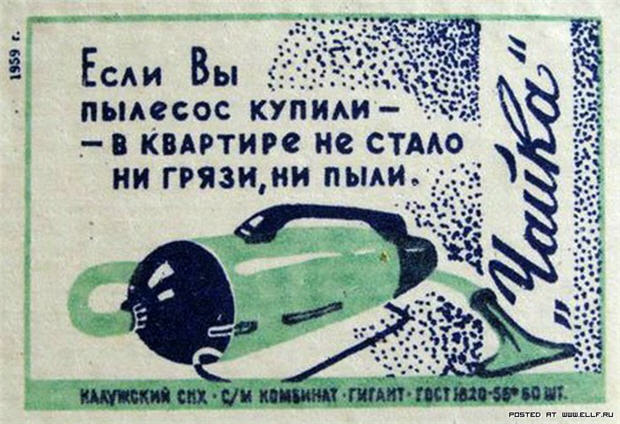 1959 г.
Если Вы
пылесос купили —
— в квартире не стало
ни грязи, ни пыли.
"Чайка"
КАЛУЖСКИЙ СНХ · С/М КОМБИНАТ · ГИГАНТ · ГОСТ 1820-56 * 60 ШТ.
POSTED AT WWW.ELLF.RU